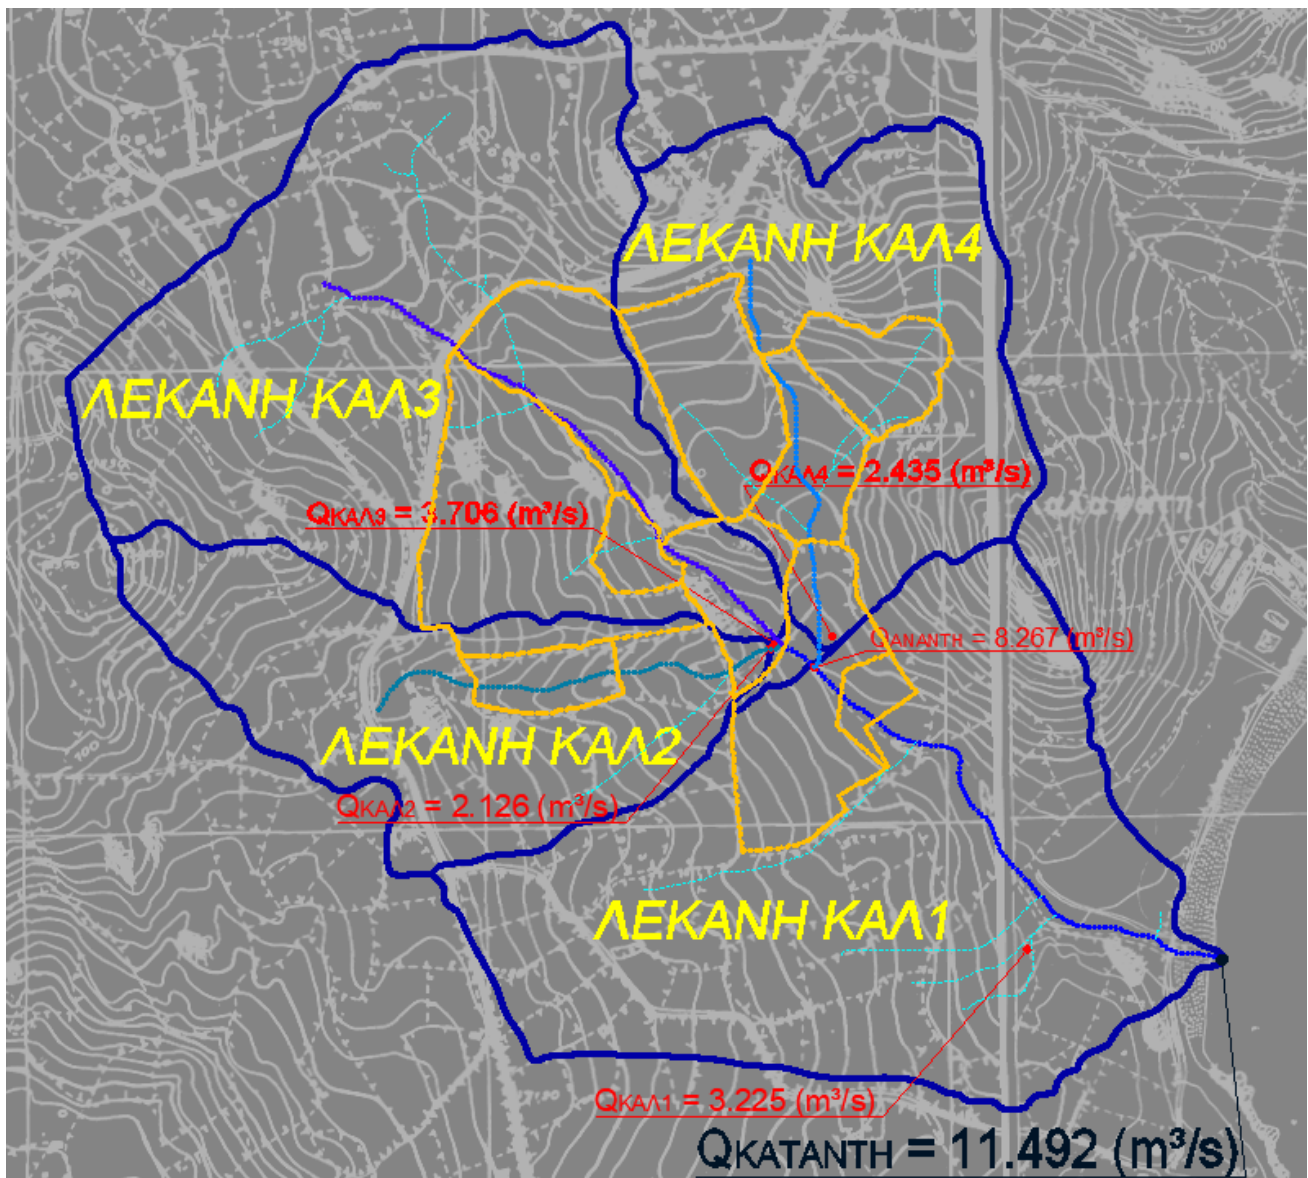 ΛΕΚΑΝΗ ΚΑΛ4
ΛΕΚΑΝΗ ΚΑΛ3
QΚΑΛ4 = 2.435 (m³/s)
QΚΑΛ3 = 3.706 (m³/s)
QΑΝΑΝΤΗ = 8.267 (m³/s)
ΛΕΚΑΝΗ ΚΑΛ2
QΚΑΛ2 = 2.126 (m³/s)
ΛΕΚΑΝΗ ΚΑΛ1
QΚΑΛ1 = 3.225 (m³/s)
QΚΑΤΑΝΤΗ = 11.492 (m³/s)